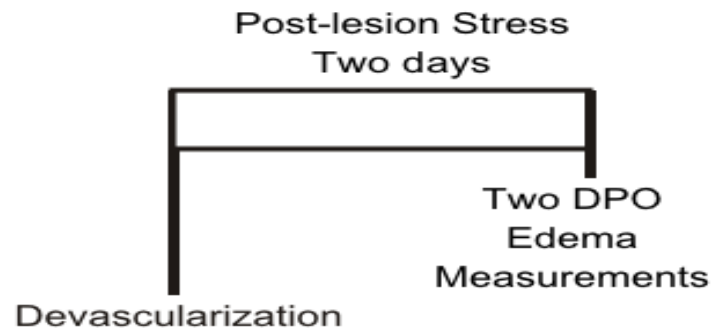 Post-lesion Stress
Two days
Two DPO
Edema
Measurements
Devascularization